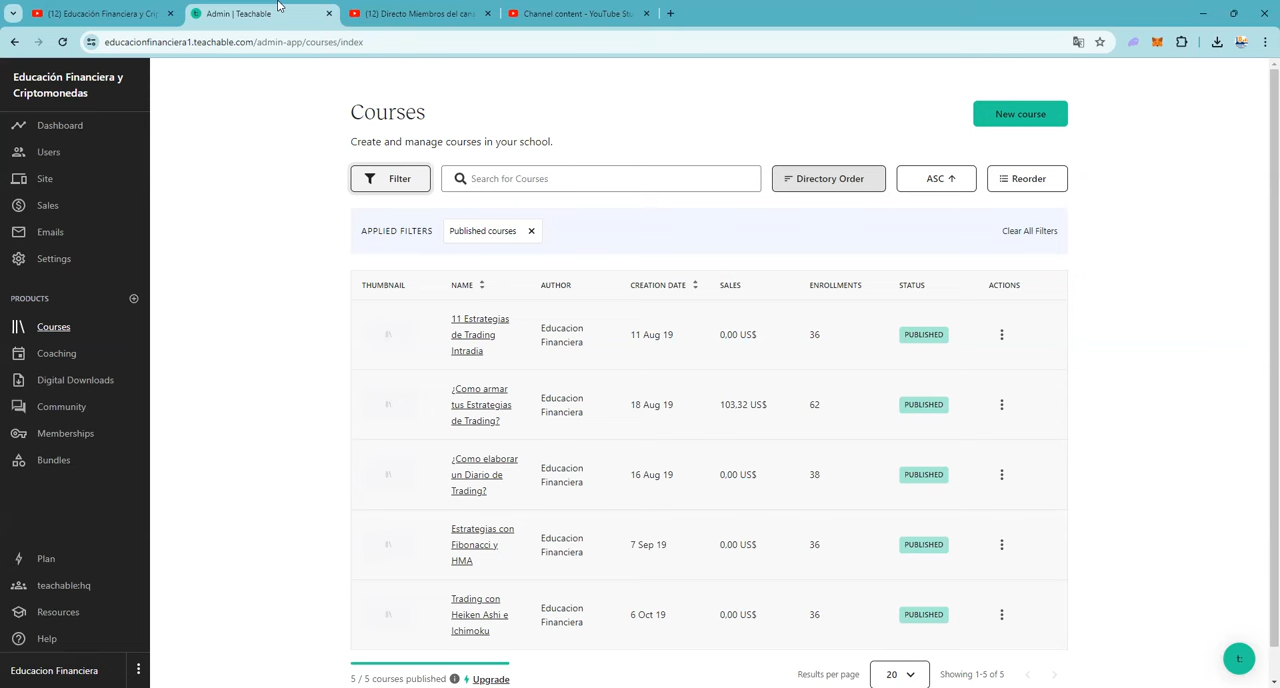 (12) Educación Financiera y Crip
Admin | Teachable
(12) Directo Miembros del cana
Channel content - YouTube Stu
educacionfinanciera1.teachable.com/admin-app/courses/index
Educación Financiera y
Criptomonedas
Dashboard
Users
Site
Sales
Emails
Settings
PRODUCTS
Courses
Coaching
Digital Downloads
Community
Memberships
Bundles
Plan
teachable:hq
Resources
Help
Educacion Financiera
Courses
New course
Create and manage courses in your school.
Filter
Search for Courses
Directory Order
ASC
Reorder
APPLIED FILTERS
Published courses
Clear All Filters
THUMBNAIL NAME AUTHOR CREATION DATE SALES ENROLLMENTS STATUS ACTIONS
11 Estrategias
de Trading
Intradia
Educacion
Financiera
11 Aug 19
0,00 US$
36
PUBLISHED
¿Como armar
tus Estrategias
de Trading?
Educacion
Financiera
18 Aug 19
103,32 US$
62
PUBLISHED
¿Como elaborar
un Diario de
Trading?
Educacion
Financiera
16 Aug 19
0,00 US$
38
PUBLISHED
Estrategias con
Fibonacci y
HMA
Educacion
Financiera
7 Sep 19
0,00 US$
36
PUBLISHED
Trading con
Heiken Ashi e
Ichimoku
Educacion
Financiera
6 Oct 19
0,00 US$
36
PUBLISHED
5 / 5 courses published
Upgrade
Results per page
20
Showing 1-5 of 5
t: